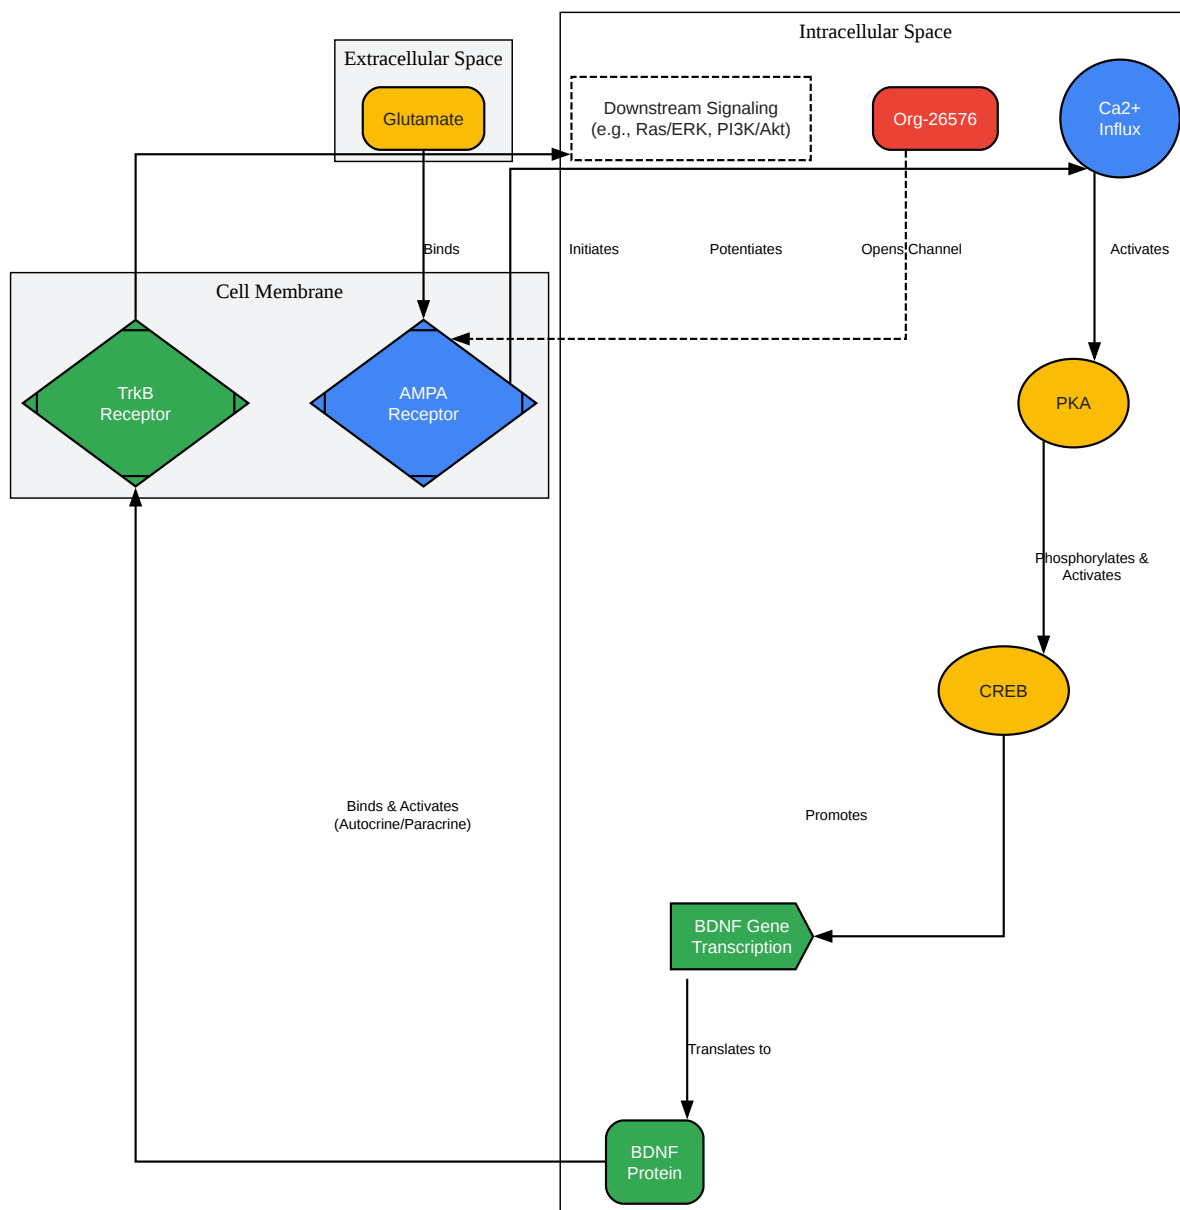 Intracellular Space
Extracellular Space
Glutamate
Downstream Signaling
(e.g., Ras/ERK, PI3K/Akt)
Org-26576
Ca2+
Influx
Binds
Initiates
Potentiates
Opens Channel
Activates
Cell Membrane
TrkB
Receptor
AMPA
Receptor
PKA
Phosphorylates &
Activates
CREB
Binds & Activates
(Autocrine/Paracrine)
Promotes
BDNF Gene
Transcription
Translates to
BDNF
Protein